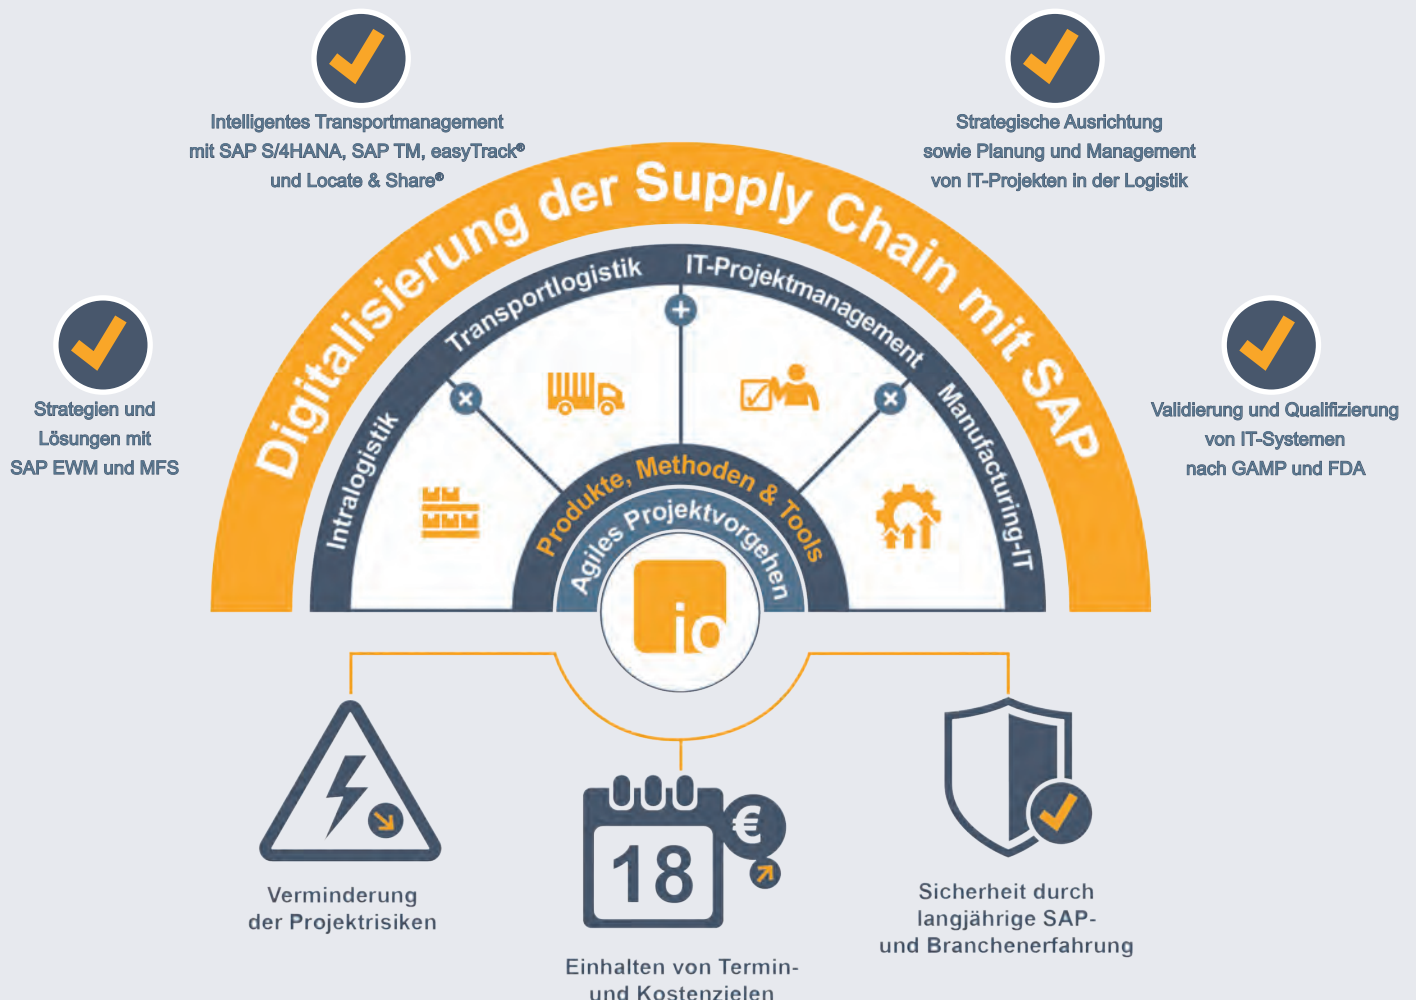 Intelligentes Transportmanagement
mit SAP S/4HANA, SAP TM, easyTrack®
und Locate & Share®
Strategische Ausrichtung
sowie Planung und Management
von IT-Projekten in der Logistik
Strategien und
Lösungen mit
SAP EWM und MFS
Validierung und Qualifizierung
von IT-Systemen
nach GAMP und FDA
Digitalisierung der Supply Chain mit SAP
Intralogistik
Transportlogistik
IT-Projektmanagement
Manufacturing-IT
Produkte, Methoden & Tools
Agiles Projektvorgehen
io
Verminderung
der Projektrisiken
18
€
Einhalten von Termin-
und Kostenzielen
Sicherheit durch
langjährige SAP-
und Branchenerfahrung